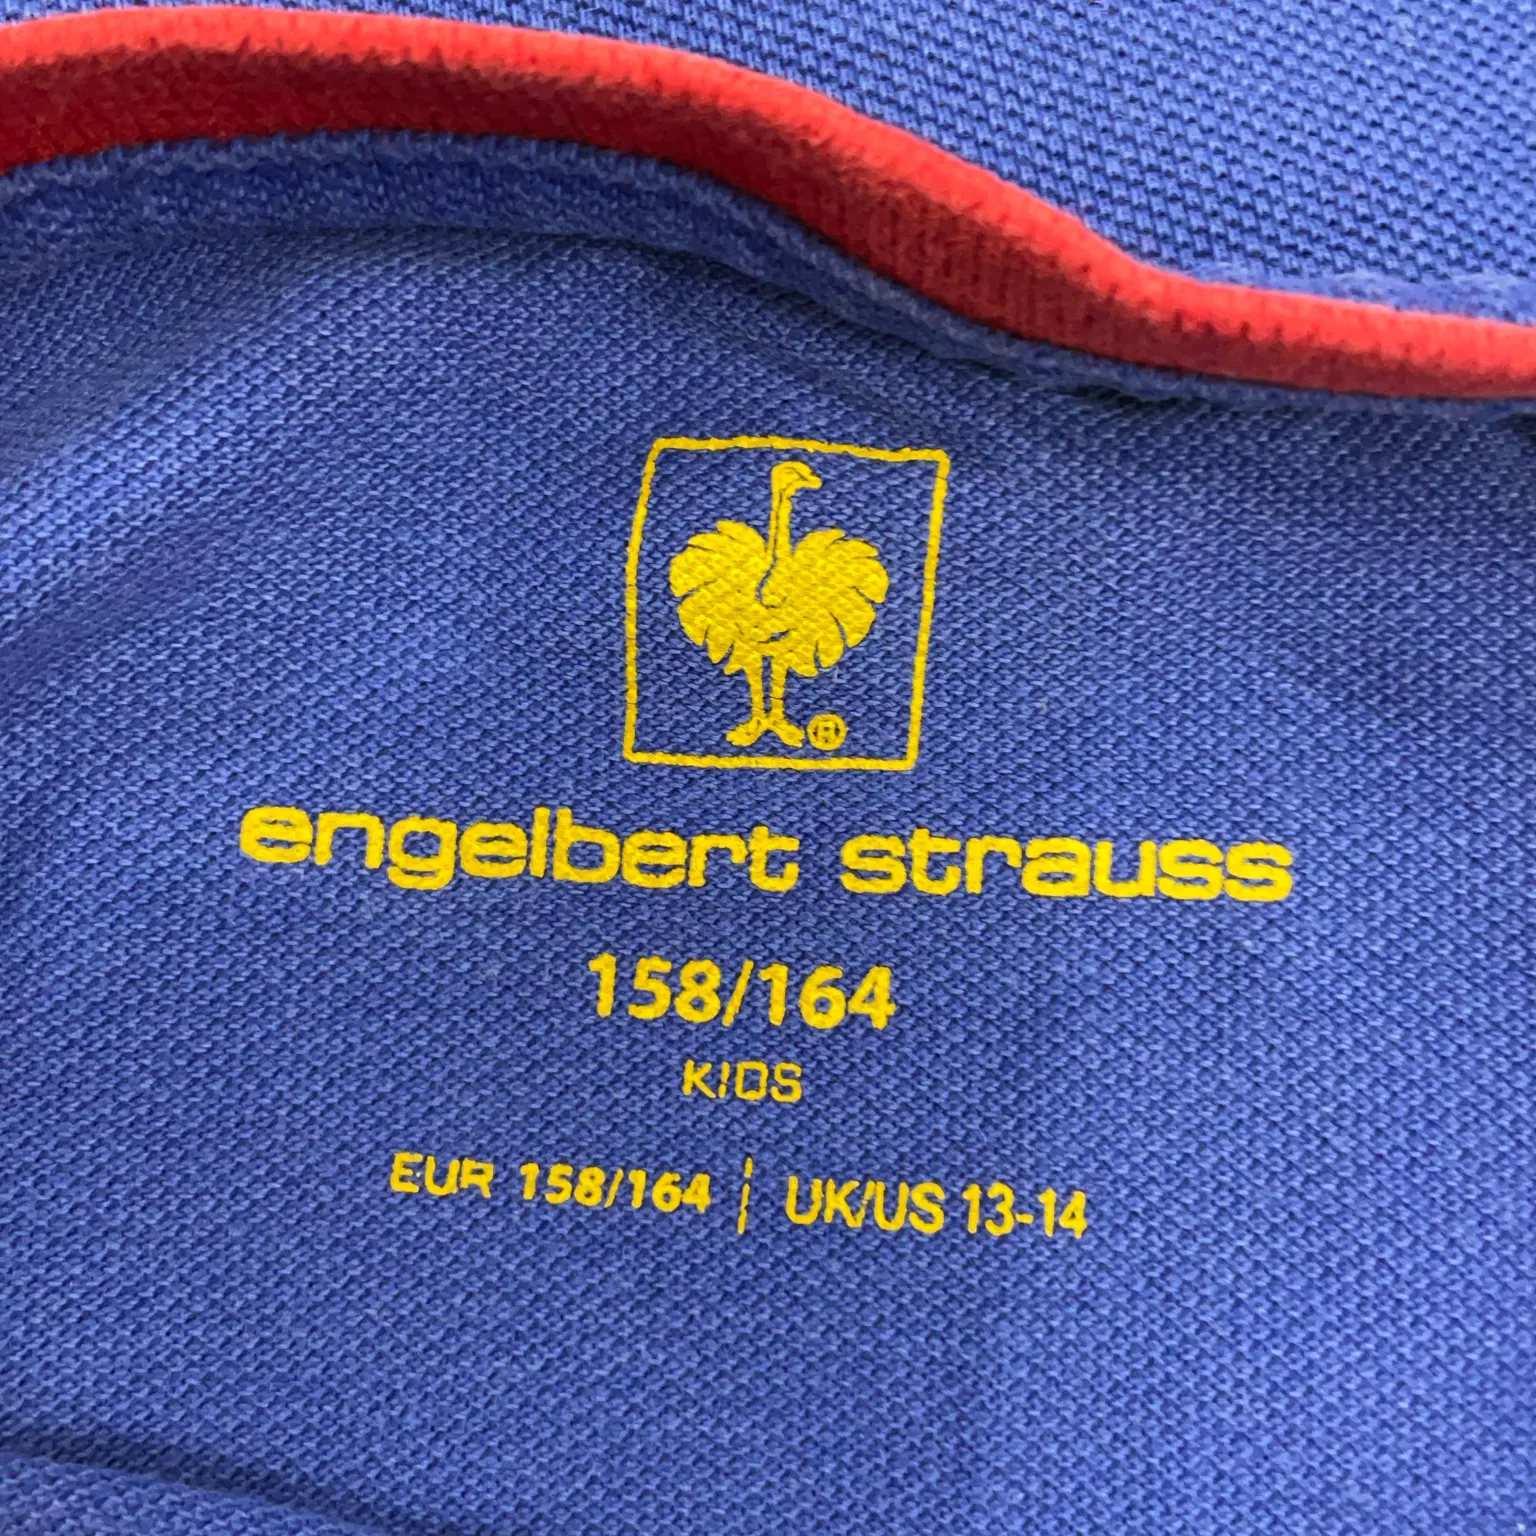 ®
engelbert strauss
158/164
KIDS
EUR 158/164 | UK/US 13-14